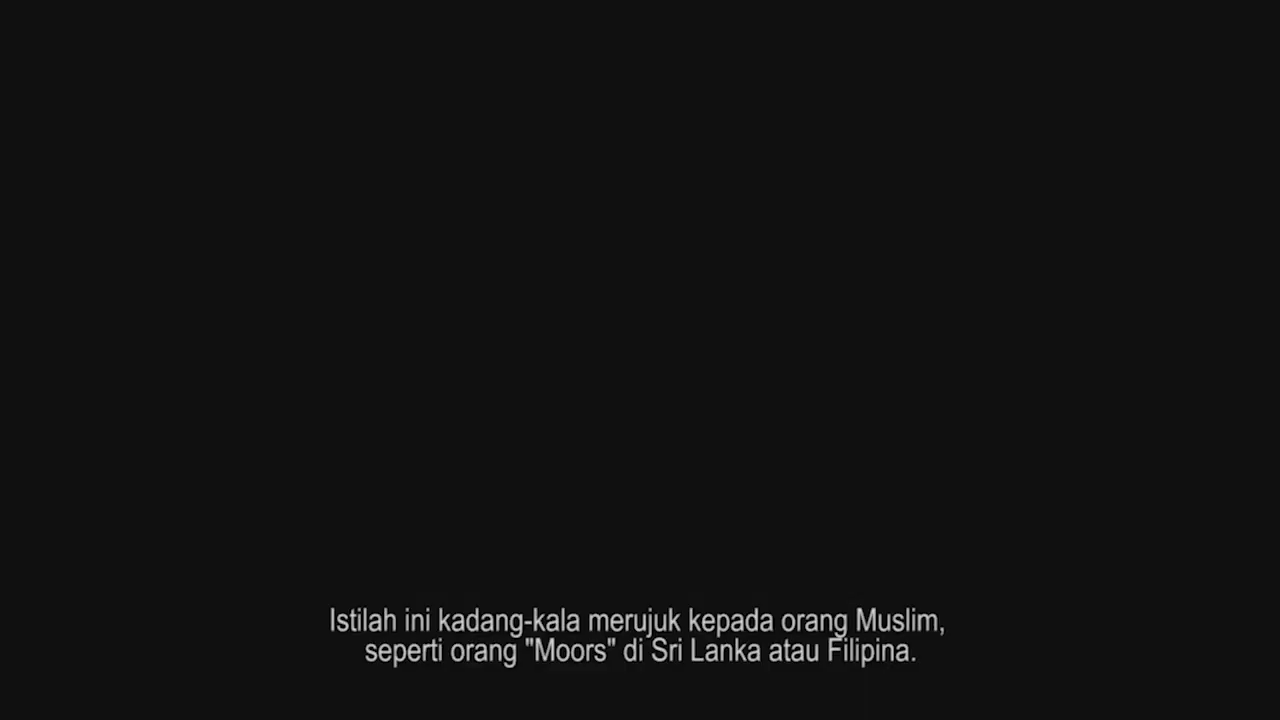 Istilah ini kadang-kala merujuk kepada orang Muslim,
seperti orang "Moors" di Sri Lanka atau Filipina.